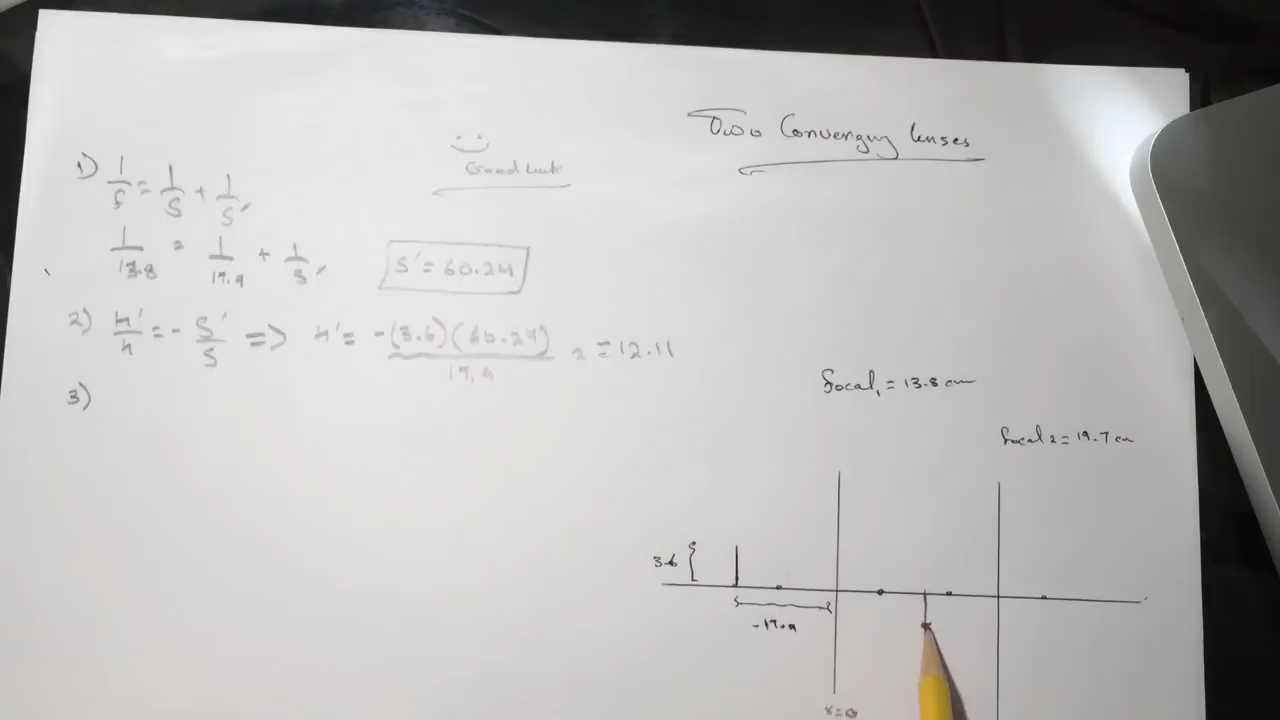 Two Converging lenses
Good Luck
1) 1/f = 1/S + 1/S'
1/13.8 = 1/17.9 + 1/S'
S' = 60.24
2) h'/h = - S'/S => h' = -(3.6)(60.24)/17.9 = = 12.11
3)
focal1 = 13.8 cm
focal2 = 19.7 cm
3.6
-17.9
x=0